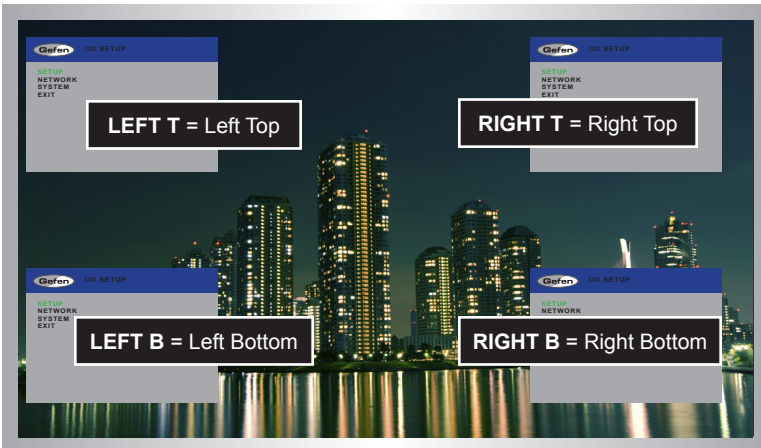 Gefen I/O SETUP
SETUP
NETWORK
SYSTEM
EXIT
LEFT T = Left Top
Gefen I/O SETUP
SETUP
NETWORK
SYSTEM
EXIT
RIGHT T = Right Top
Gefen I/O SETUP
SETUP
NETWORK
SYSTEM
EXIT
LEFT B = Left Bottom
Gefen I/O SETUP
SETUP
NETWORK
RIGHT B = Right Bottom